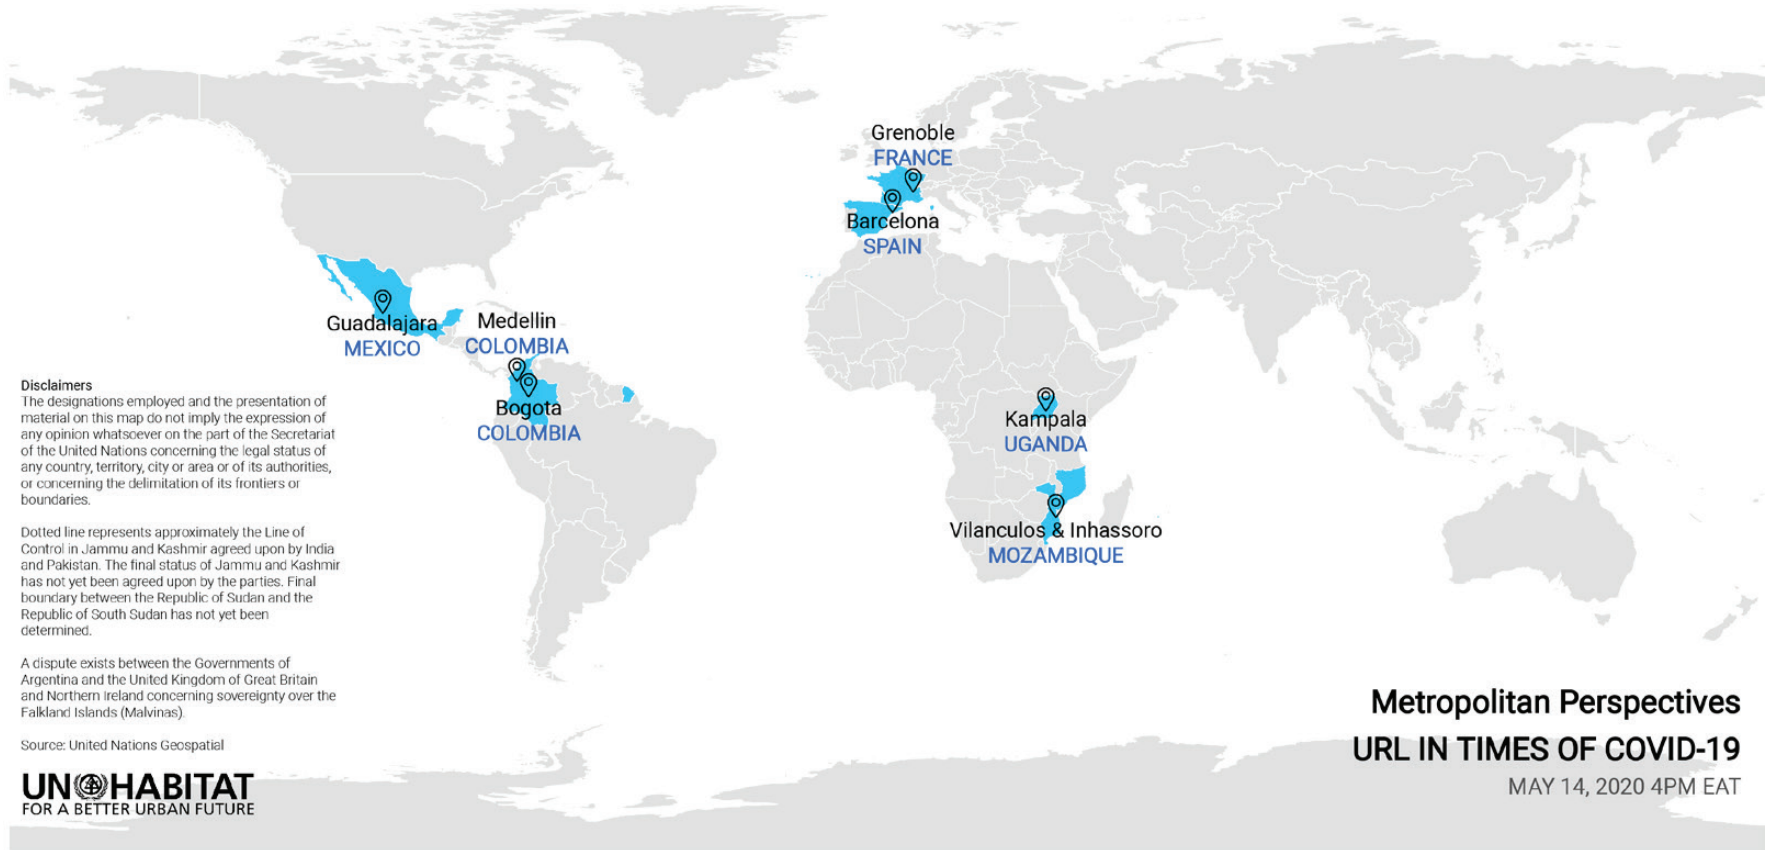 Grenoble
FRANCE
Barcelona
SPAIN
Guadalajara
MEXICO
Medellin
COLOMBIA
Bogota
COLOMBIA
Kampala
UGANDA
Vilanculos & Inhassoro
MOZAMBIQUE
Disclaimers
The designations employed and the presentation of
material on this map do not imply the expression of
any opinion whatsoever on the part of the Secretariat
of the United Nations concerning the legal status of
any country, territory, city or area or of its authorities,
or concerning the delimitation of its frontiers or
boundaries.
Dotted line represents approximately the Line of
Control in Jammu and Kashmir agreed upon by India
and Pakistan. The final status of Jammu and Kashmir
has not yet been agreed upon by the parties. Final
boundary between the Republic of Sudan and the
Republic of South Sudan has not yet been
determined.
A dispute exists between the Governments of
Argentina and the United Kingdom of Great Britain
and Northern Ireland concerning sovereignty over the
Falkland Islands (Malvinas).
Source: United Nations Geospatial
UN HABITAT
FOR A BETTER URBAN FUTURE
Metropolitan Perspectives
URL IN TIMES OF COVID-19
MAY 14, 2020 4PM EAT